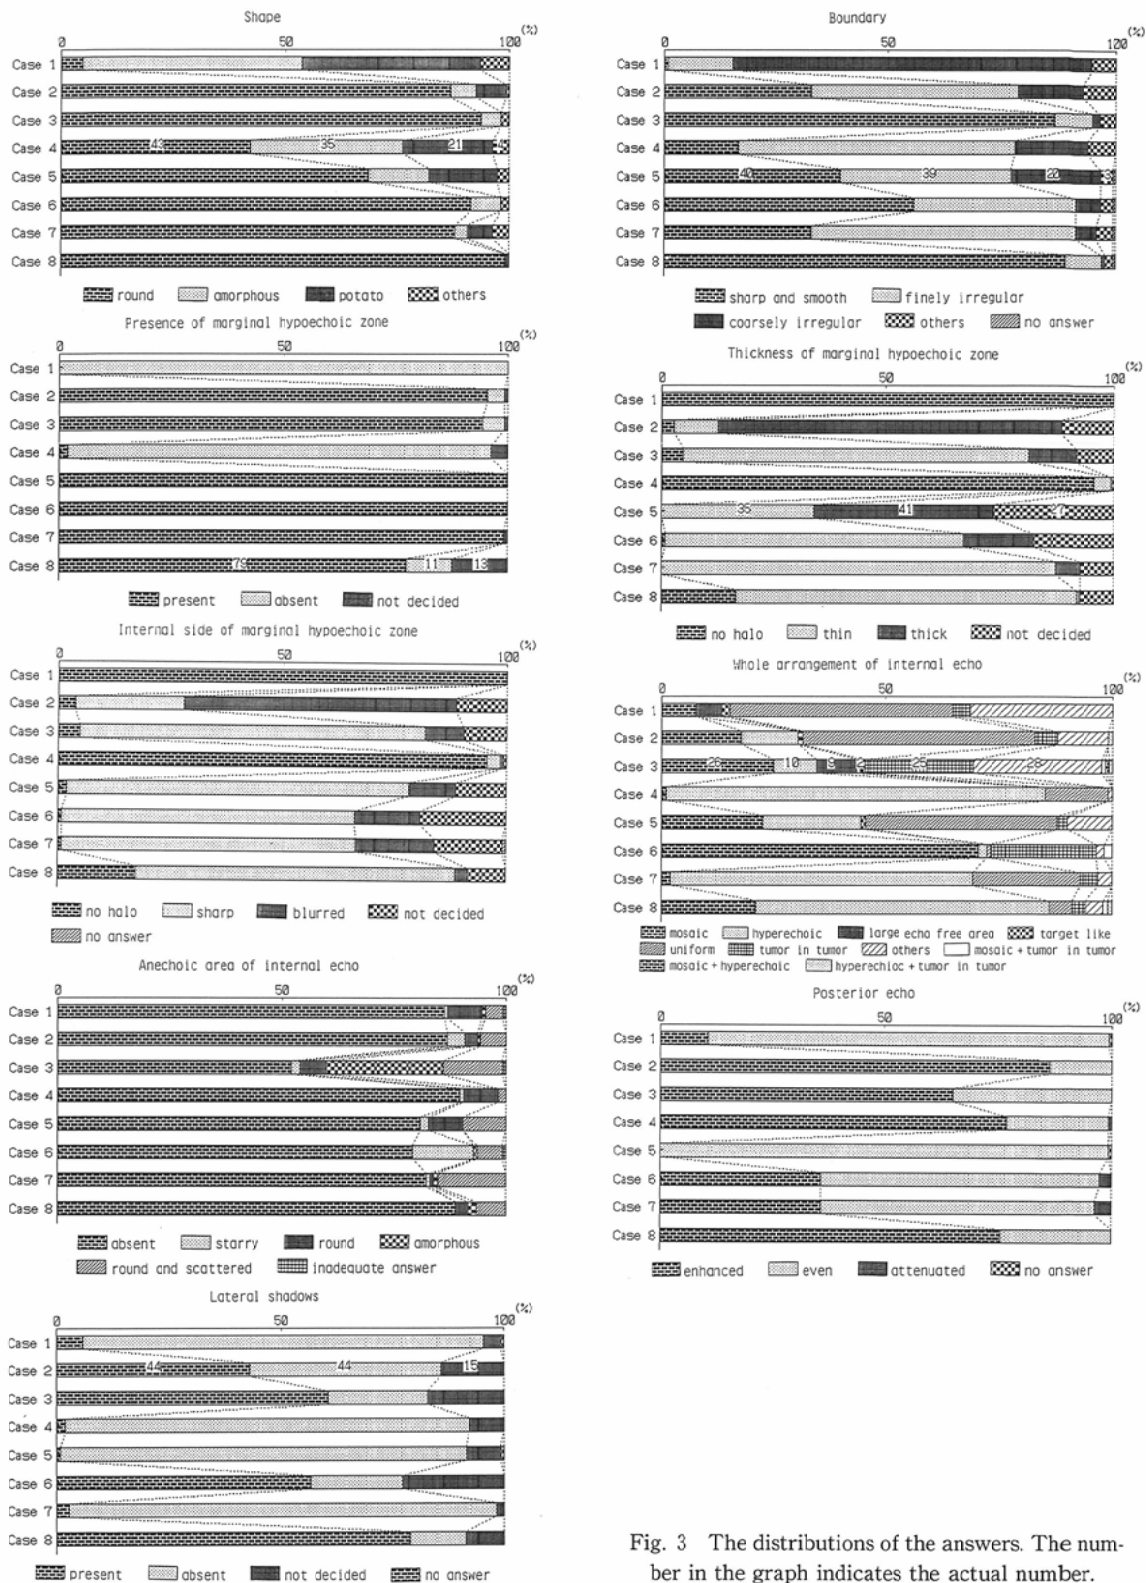 Shape
0 50 100 (%)
Case 1
Case 2
Case 3
Case 4 43 35 21 4
Case 5
Case 6
Case 7
Case 8
round amorphous potato others
Presence of marginal hypoechoic zone
0 50 100 (%)
Case 1
Case 2
Case 3
Case 4
Case 5
Case 6
Case 7
Case 8 79 11 13
present absent not decided
Internal side of marginal hypoechoic zone
0 50 100 (%)
Case 1
Case 2
Case 3
Case 4
Case 5
Case 6
Case 7
Case 8
no halo sharp blurred not decided
no answer
Anechoic area of internal echo
0 50 100 (%)
Case 1
Case 2
Case 3
Case 4
Case 5
Case 6
Case 7
Case 8
absent starry round amorphous
round and scattered inadequate answer
Lateral shadows
0 50 100 (%)
Case 1
Case 2 44 44 15
Case 3
Case 4
Case 5
Case 6
Case 7
Case 8
present absent not decided no answer
Boundary
0 50 100 (%)
Case 1
Case 2
Case 3
Case 4
Case 5 40 39 20 3
Case 6
Case 7
Case 8
sharp and smooth finely irregular
coarsely irregular others no answer
Thickness of marginal hypoechoic zone
0 50 100 (%)
Case 1
Case 2
Case 3
Case 4
Case 5 35 41 27
Case 6
Case 7
Case 8
no halo thin thick not decided
Whole arrangement of internal echo
0 50 100 (%)
Case 1
Case 2
Case 3 26 10 9 2 25 28
Case 4
Case 5
Case 6
Case 7
Case 8
mosaic hyperechoic large echo free area target like
uniform tumor in tumor others mosaic + tumor in tumor
mosaic + hyperechoic hyperechioc + tumor in tumor
Posterior echo
0 50 100 (%)
Case 1
Case 2
Case 3
Case 4
Case 5
Case 6
Case 7
Case 8
enhanced even attenuated no answer
Fig. 3 The distributions of the answers. The num-
ber in the graph indicates the actual number.